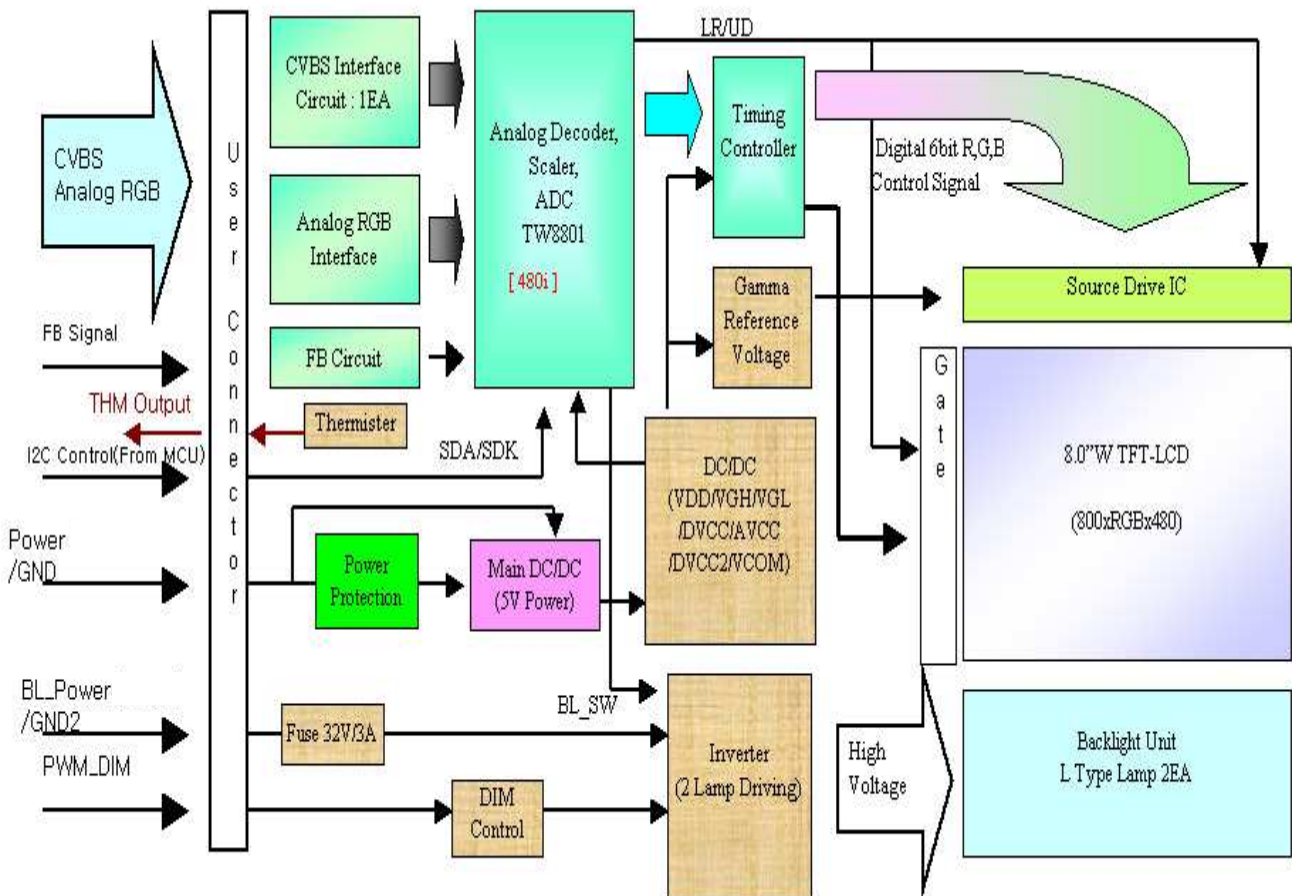 CVBS
Analog RGB
FB Signal
THM Output
I2C Control(From MCU)
Power
/GND
BL_Power
/GND2
PWM_DIM
User Connector
CVBS Interface
Circuit : 1EA
Analog RGB
Interface
FB Circuit
Thermister
SDA/SDK
Power
Protection
Main DC/DC
(5V Power)
Fuse 32V/3A
BL_SW
DIM
Control
Analog Decoder,
Scaler,
ADC
TW8801
[ 480i ]
LR/UD
Timing
Controller
Digital 6bit R,G,B
Control Signal
Gamma
Reference
Voltage
DC/DC
(VDD/VGH/VGL
/DVCC/AVCC
/DVCC2/VCOM)
Inverter
(2 Lamp Driving)
High
Voltage
Source Drive IC
Gate
8.0”W TFT-LCD
(800xRGBx480)
Backlight Unit
L Type Lamp 2EA